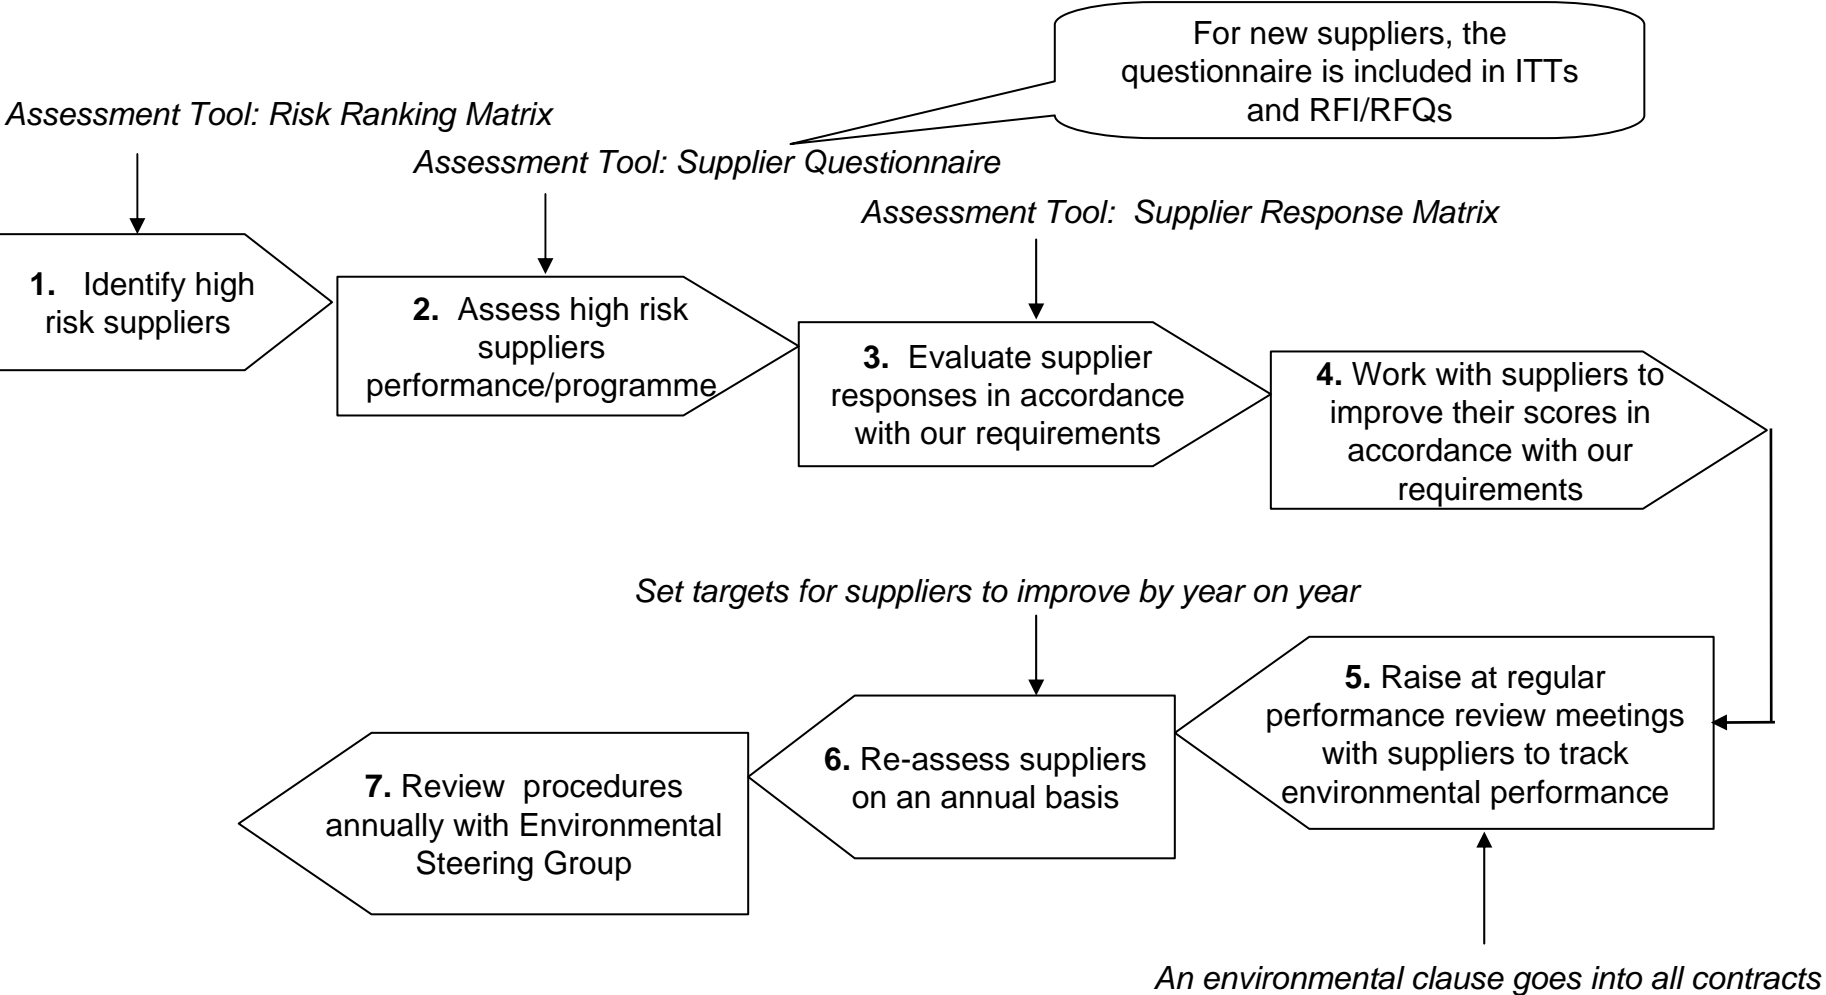 For new suppliers, the
questionnaire is included in ITTs
and RFI/RFQs
Assessment Tool: Risk Ranking Matrix
Assessment Tool: Supplier Questionnaire
Assessment Tool:  Supplier Response Matrix
1.   Identify high
risk suppliers
2.  Assess high risk
suppliers
performance/programme
3.  Evaluate supplier
responses in accordance
with our requirements
4. Work with suppliers to
improve their scores in
accordance with our
requirements
Set targets for suppliers to improve by year on year
5. Raise at regular
performance review meetings
with suppliers to track
environmental performance
6. Re-assess suppliers
on an annual basis
7. Review  procedures
annually with Environmental
Steering Group
An environmental clause goes into all contracts